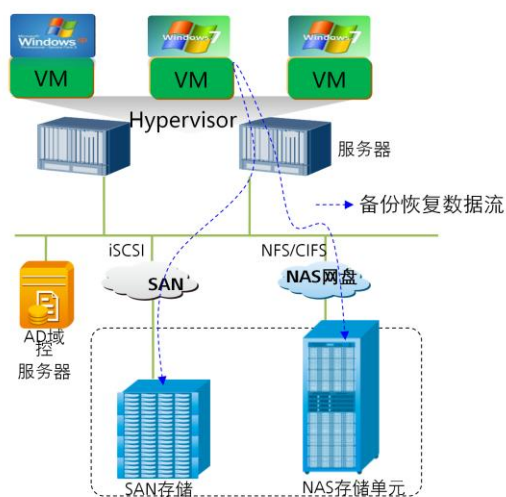 Windows XP
Windows 7
Windows 7
VM
VM
VM
Hypervisor
服务器
备份恢复数据流
iSCSI
NFS/CIFS
SAN
NAS网盘
AD域
控
服务器
SAN存储
NAS存储单元